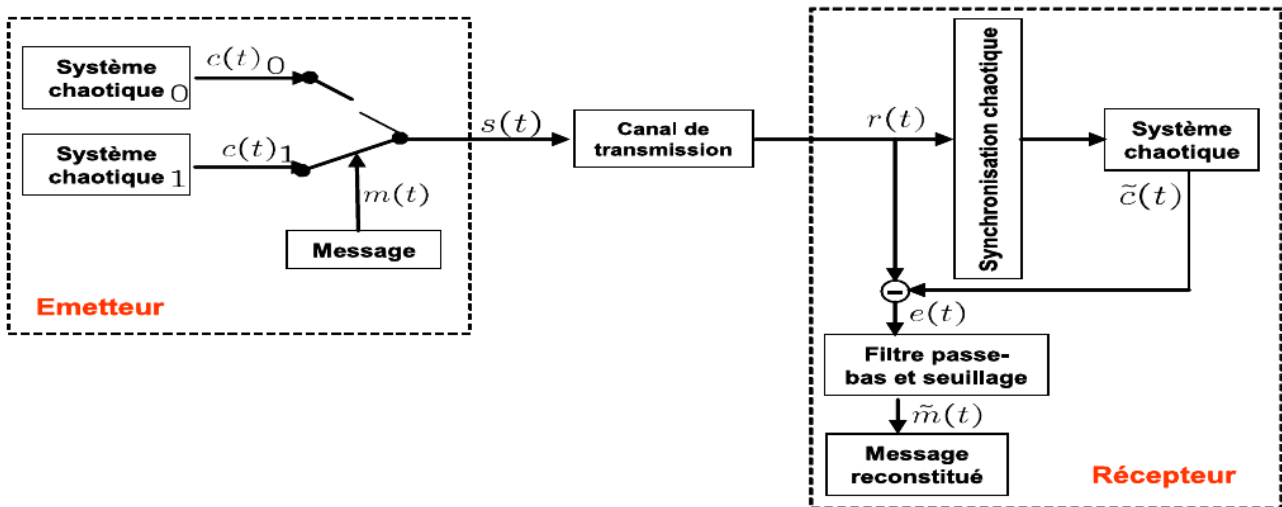 Système
chaotique 0
c(t)0
Système
chaotique 1
c(t)1
m(t)
Message
Emetteur
s(t)
Canal de
transmission
r(t)
Synchronisation chaotique
Système
chaotique
c̃(t)
−
e(t)
Filtre passe-
bas et seuillage
m̃(t)
Message
reconstitué
Récepteur